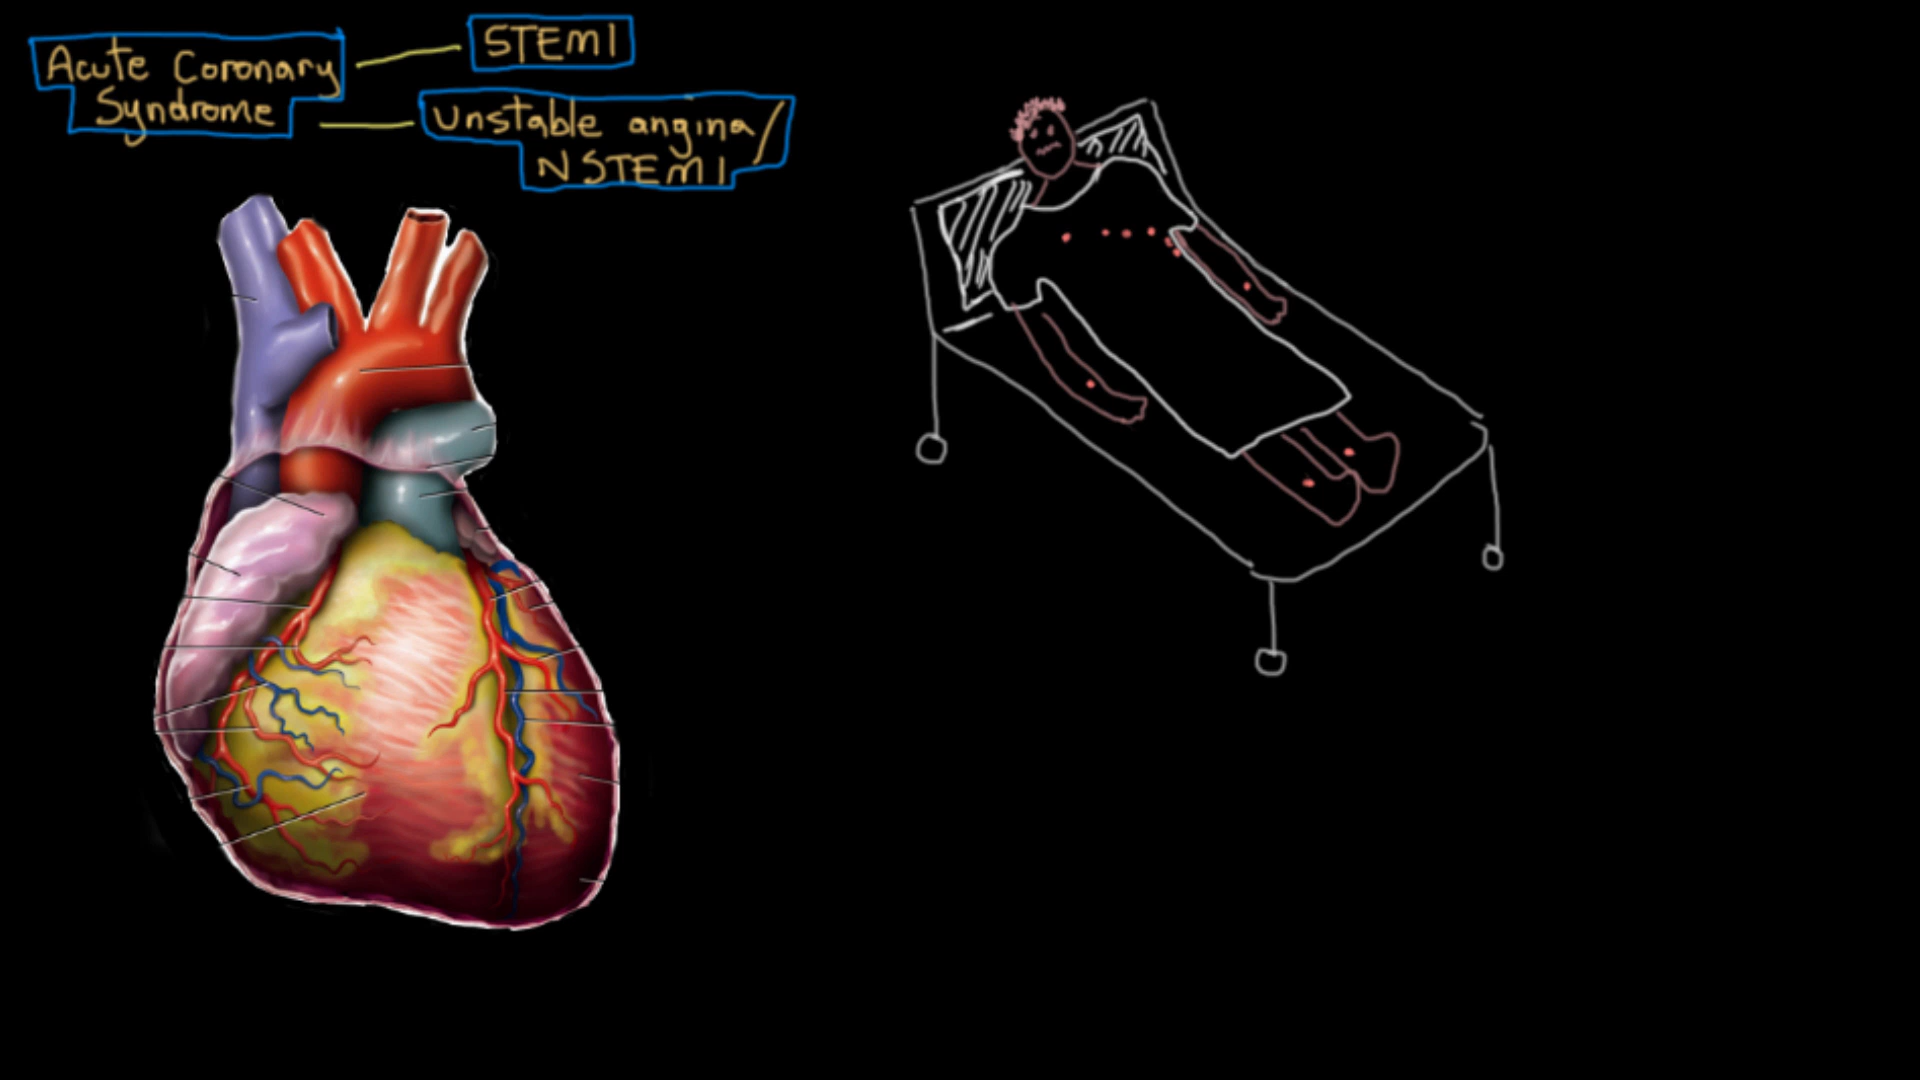 Acute Coronary
Syndrome
STEMI
Unstable angina/
NSTEMI